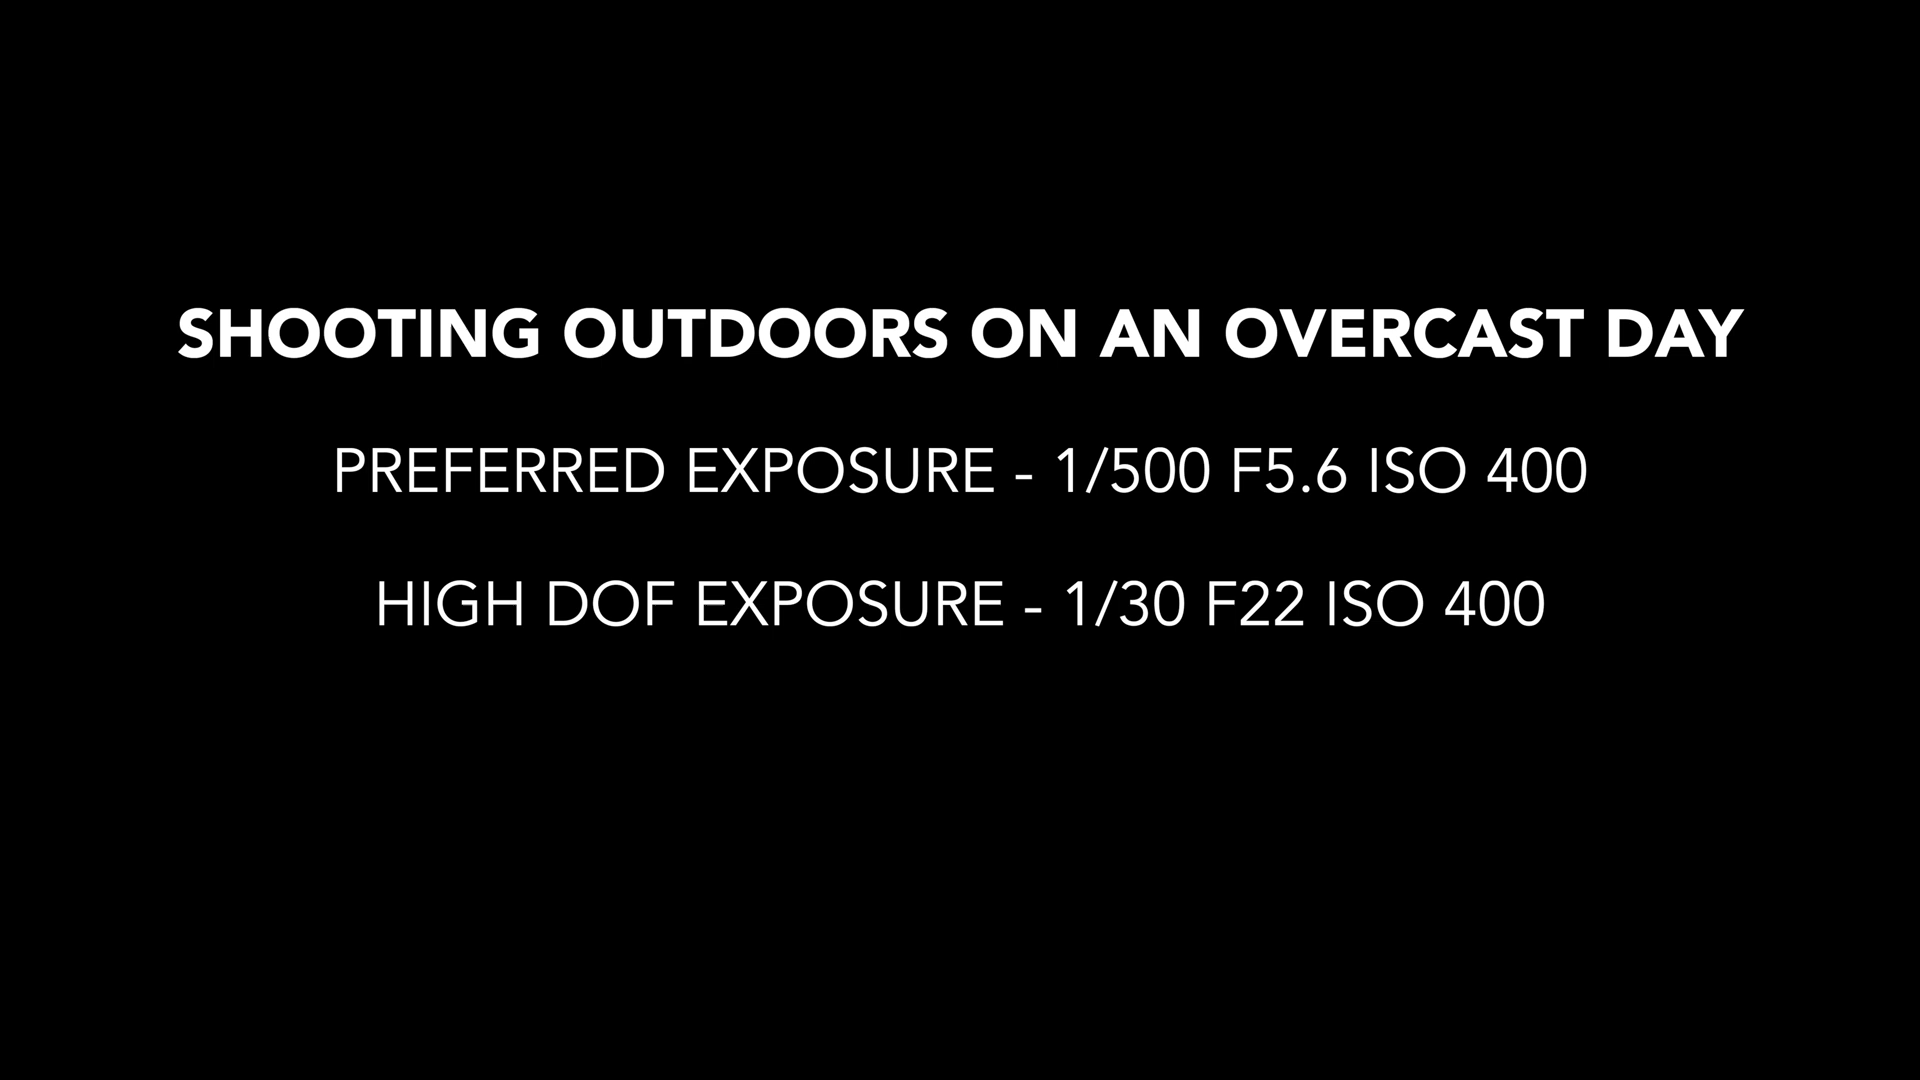 SHOOTING OUTDOORS ON AN OVERCAST DAY
PREFERRED EXPOSURE - 1/500 F5.6 ISO 400
HIGH DOF EXPOSURE - 1/30 F22 ISO 400